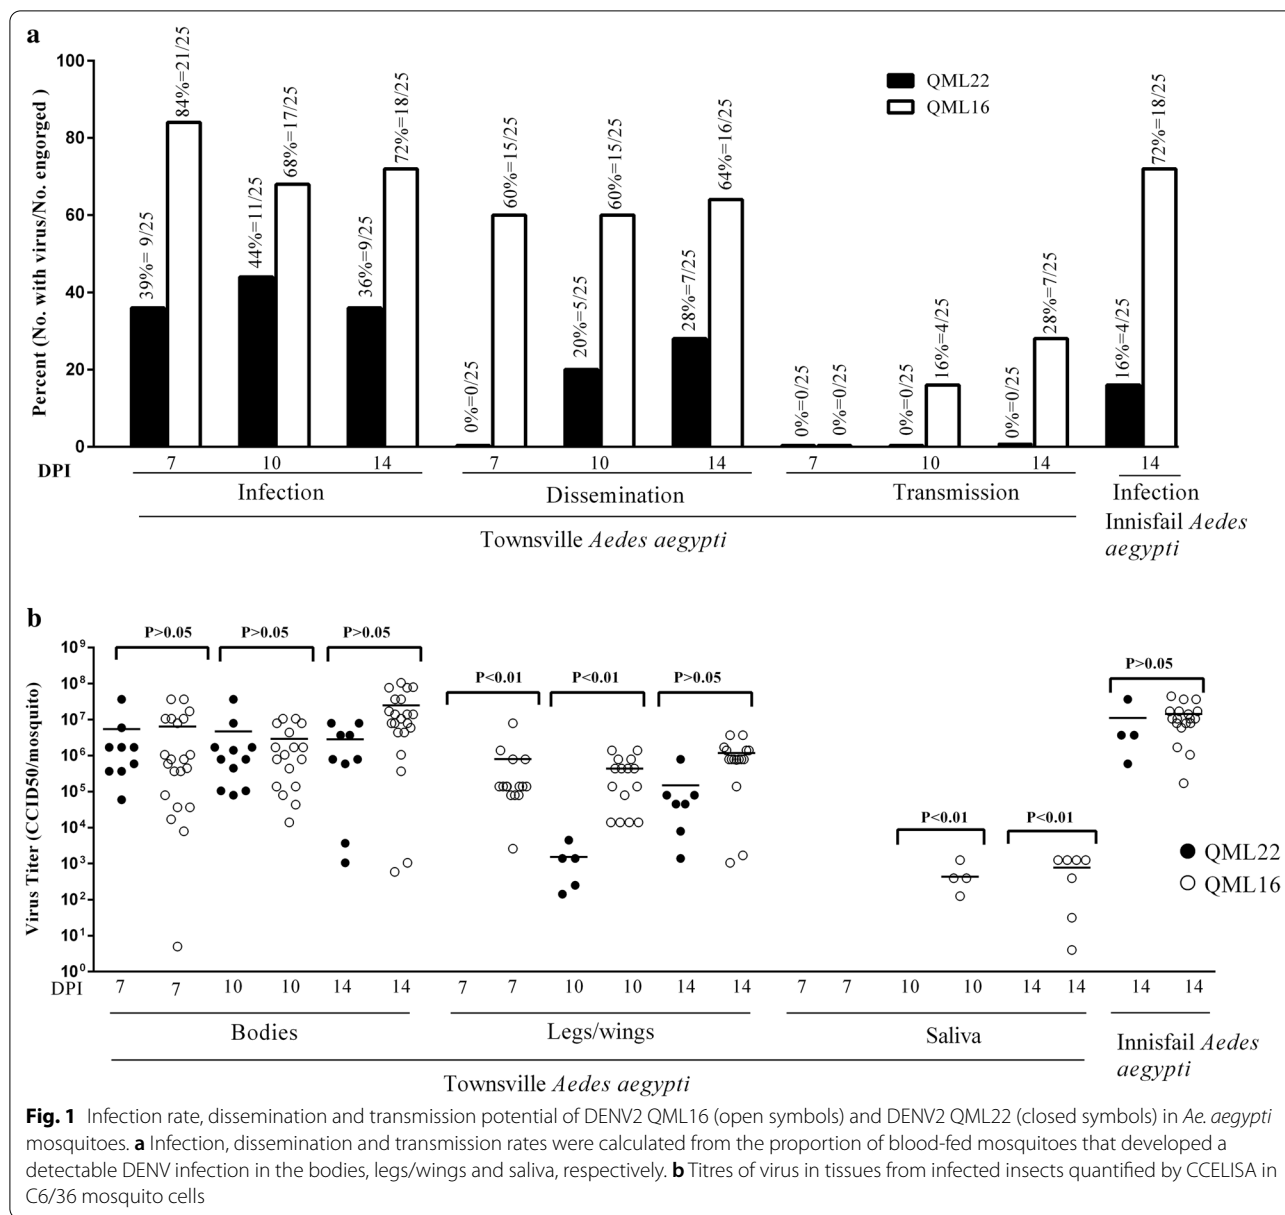 a
100
80
60
40
20
0
Percent (No. with virus/No. engorged )
QML22
QML16
39%= 9/25
84%=21/25
44%=11/25
68%=17/25
36%=9/25
72%=18/25
0%=0/25
60%=15/25
20%=5/25
60%=15/25
28%=7/25
64%=16/25
0%=0/25
0%=0/25
0%=0/25
16%=4/25
0%=0/25
28%=7/25
16%=4/25
72%=18/25
DPI 7 10 14 7 10 14 7 10 14 14
Infection Dissemination Transmission Infection
Townsville Aedes aegypti
Innisfail Aedes
aegypti
b
P>0.05 P>0.05 P>0.05 P<0.01 P<0.01 P>0.05 P<0.01 P<0.01 P>0.05
10⁹
10⁸
10⁷
10⁶
10⁵
10⁴
10³
10²
10¹
10⁰
Virus Titer (CCID50/mosquito)
QML22
QML16
DPI 7 7 10 10 14 14 7 7 10 10 14 14 7 7 10 10 14 14 14 14
Bodies Legs/wings Saliva
Townsville Aedes aegypti
Innisfail Aedes
aegypti
Fig. 1 Infection rate, dissemination and transmission potential of DENV2 QML16 (open symbols) and DENV2 QML22 (closed symbols) in Ae. aegypti
mosquitoes. a Infection, dissemination and transmission rates were calculated from the proportion of blood-fed mosquitoes that developed a
detectable DENV infection in the bodies, legs/wings and saliva, respectively. b Titres of virus in tissues from infected insects quantified by CCELISA in
C6/36 mosquito cells